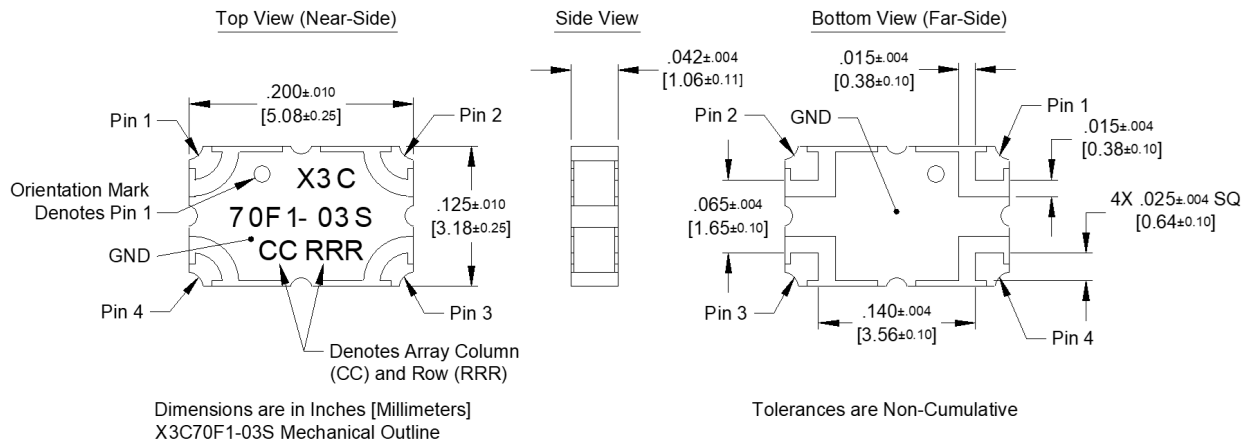 Top View (Near-Side)
Side View
Bottom View (Far-Side)
.200±.010
[5.08±0.25]
.042±.004
[1.06±0.11]
.015±.004
[0.38±0.10]
Pin 1
Pin 2
Pin 2
GND
Pin 1
.015±.004
[0.38±0.10]
Orientation Mark
Denotes Pin 1
X3C
70F1-03S
CC RRR
GND
.125±.010
[3.18±0.25]
.065±.004
[1.65±0.10]
4X .025±.004 SQ
[0.64±0.10]
Pin 4
Pin 3
Pin 3
.140±.004
[3.56±0.10]
Pin 4
Denotes Array Column
(CC) and Row (RRR)
Dimensions are in Inches [Millimeters]
X3C70F1-03S Mechanical Outline
Tolerances are Non-Cumulative